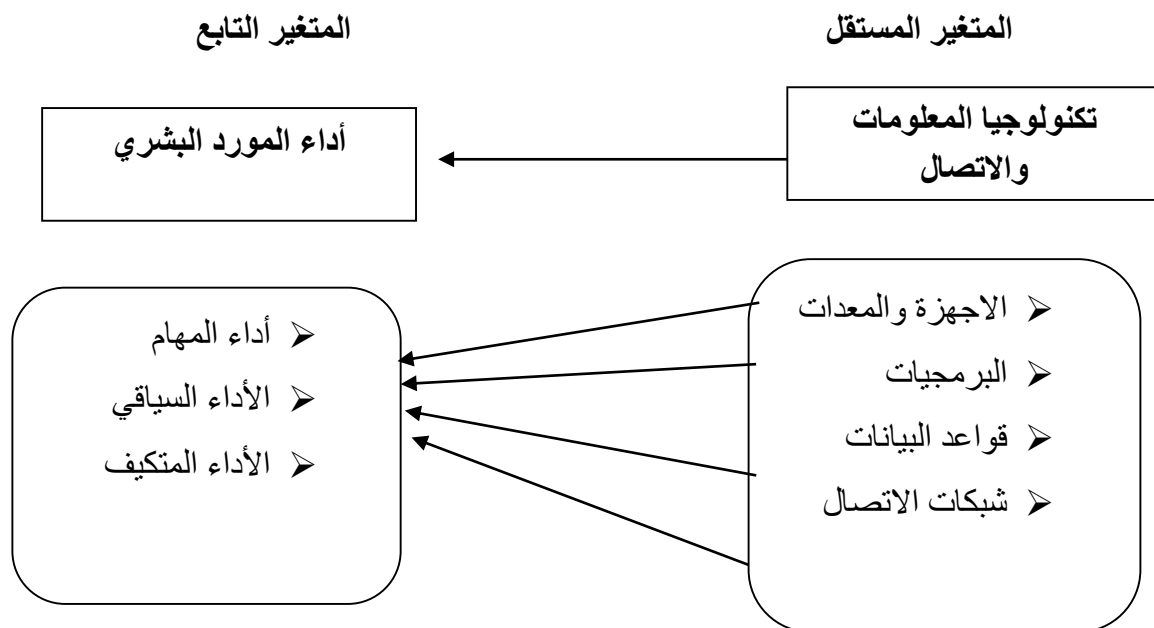 المتغير المستقل
المتغير التابع
تكنولوجيا المعلومات
والاتصال
أداء المورد البشري
الاجهزة والمعدات
البرمجيات
قواعد البيانات
شبكات الاتصال
أداء المهام
الأداء السياقي
الأداء المتكيف